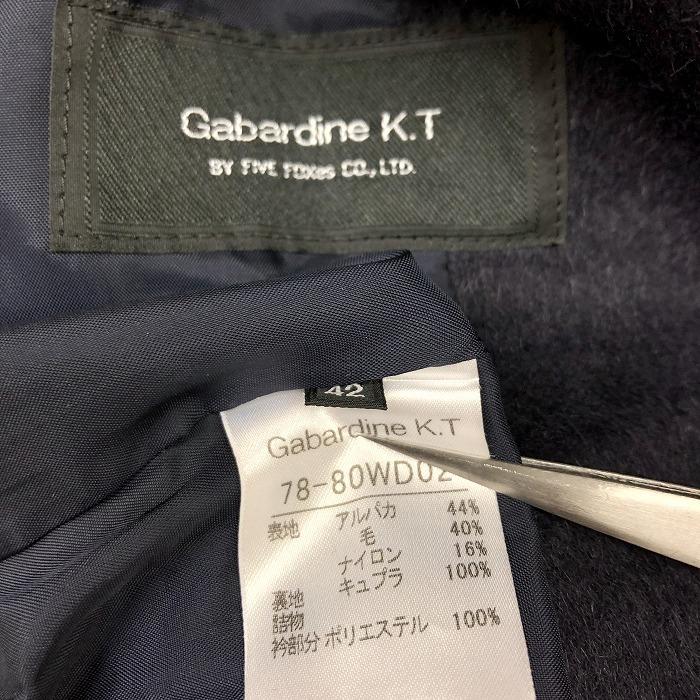 Gabardine K.T
BY FIVE FOXes CO.,LTD.
42
Gabardine K.T
78-80WD02
表地 アルパカ 44%
毛 40%
ナイロン 16%
裏地 キュプラ 100%
詰物
衿部分 ポリエステル 100%